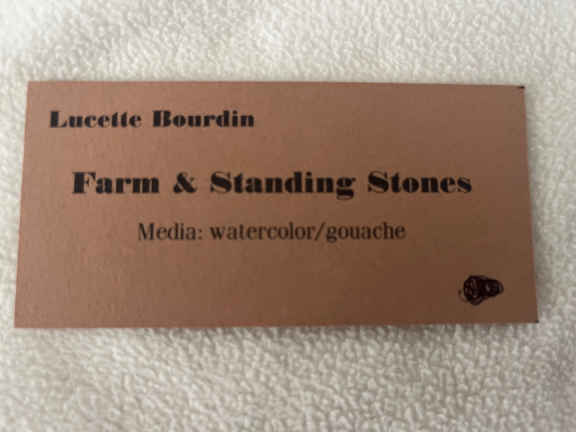 Lucette Bourdin
Farm & Standing Stones
Media: watercolor/gouache